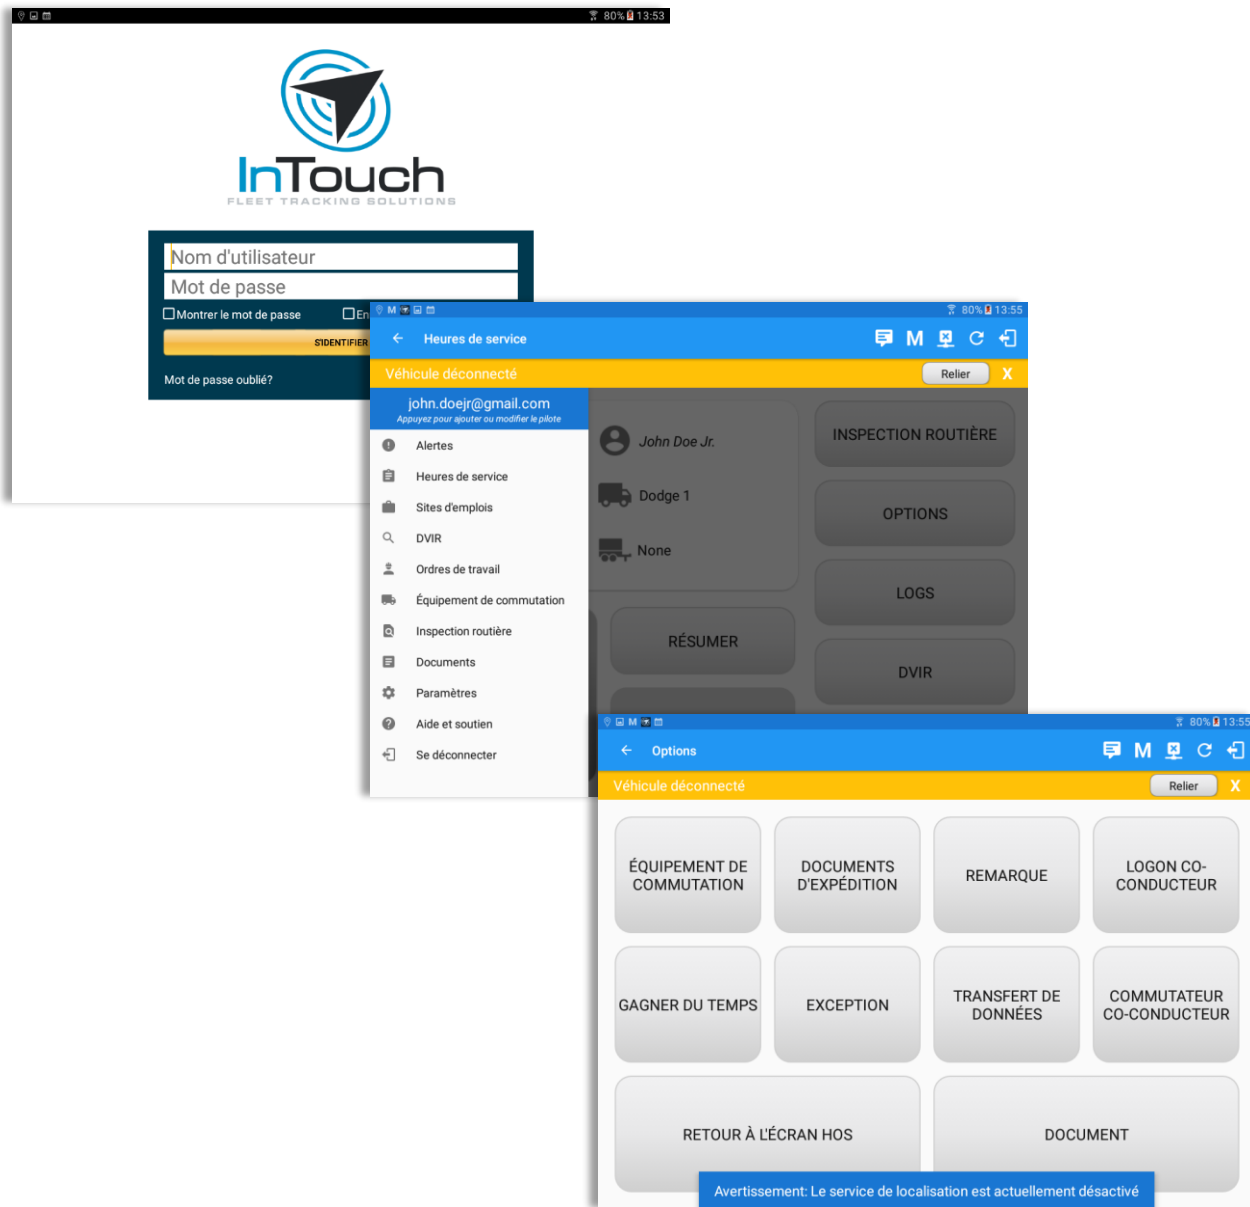 80% 13:53
InTouch
FLEET TRACKING SOLUTIONS
Nom d'utilisateur
Mot de passe
Montrer le mot de passe
En
S'IDENTIFIER
Mot de passe oublié?
M
80% 13:55
Heures de service
M
Véhicule déconnecté
Relier X
john.doejr@gmail.com
Appuyez pour ajouter ou modifier le pilote
Alertes
Heures de service
Sites d'emplois
DVIR
Ordres de travail
Équipement de commutation
Inspection routière
Documents
Paramètres
Aide et soutien
Se déconnecter
John Doe Jr.
Dodge 1
None
RÉSUMER
INSPECTION ROUTIÈRE
OPTIONS
LOGS
DVIR
M
80% 13:55
Options
M
Véhicule déconnecté
Relier X
ÉQUIPEMENT DE
COMMUTATION
DOCUMENTS
D'EXPÉDITION
REMARQUE
LOGON CO-
CONDUCTEUR
GAGNER DU TEMPS
EXCEPTION
TRANSFERT DE
DONNÉES
COMMUTATEUR
CO-CONDUCTEUR
RETOUR À L'ÉCRAN HOS
DOCUMENT
Avertissement: Le service de localisation est actuellement désactivé